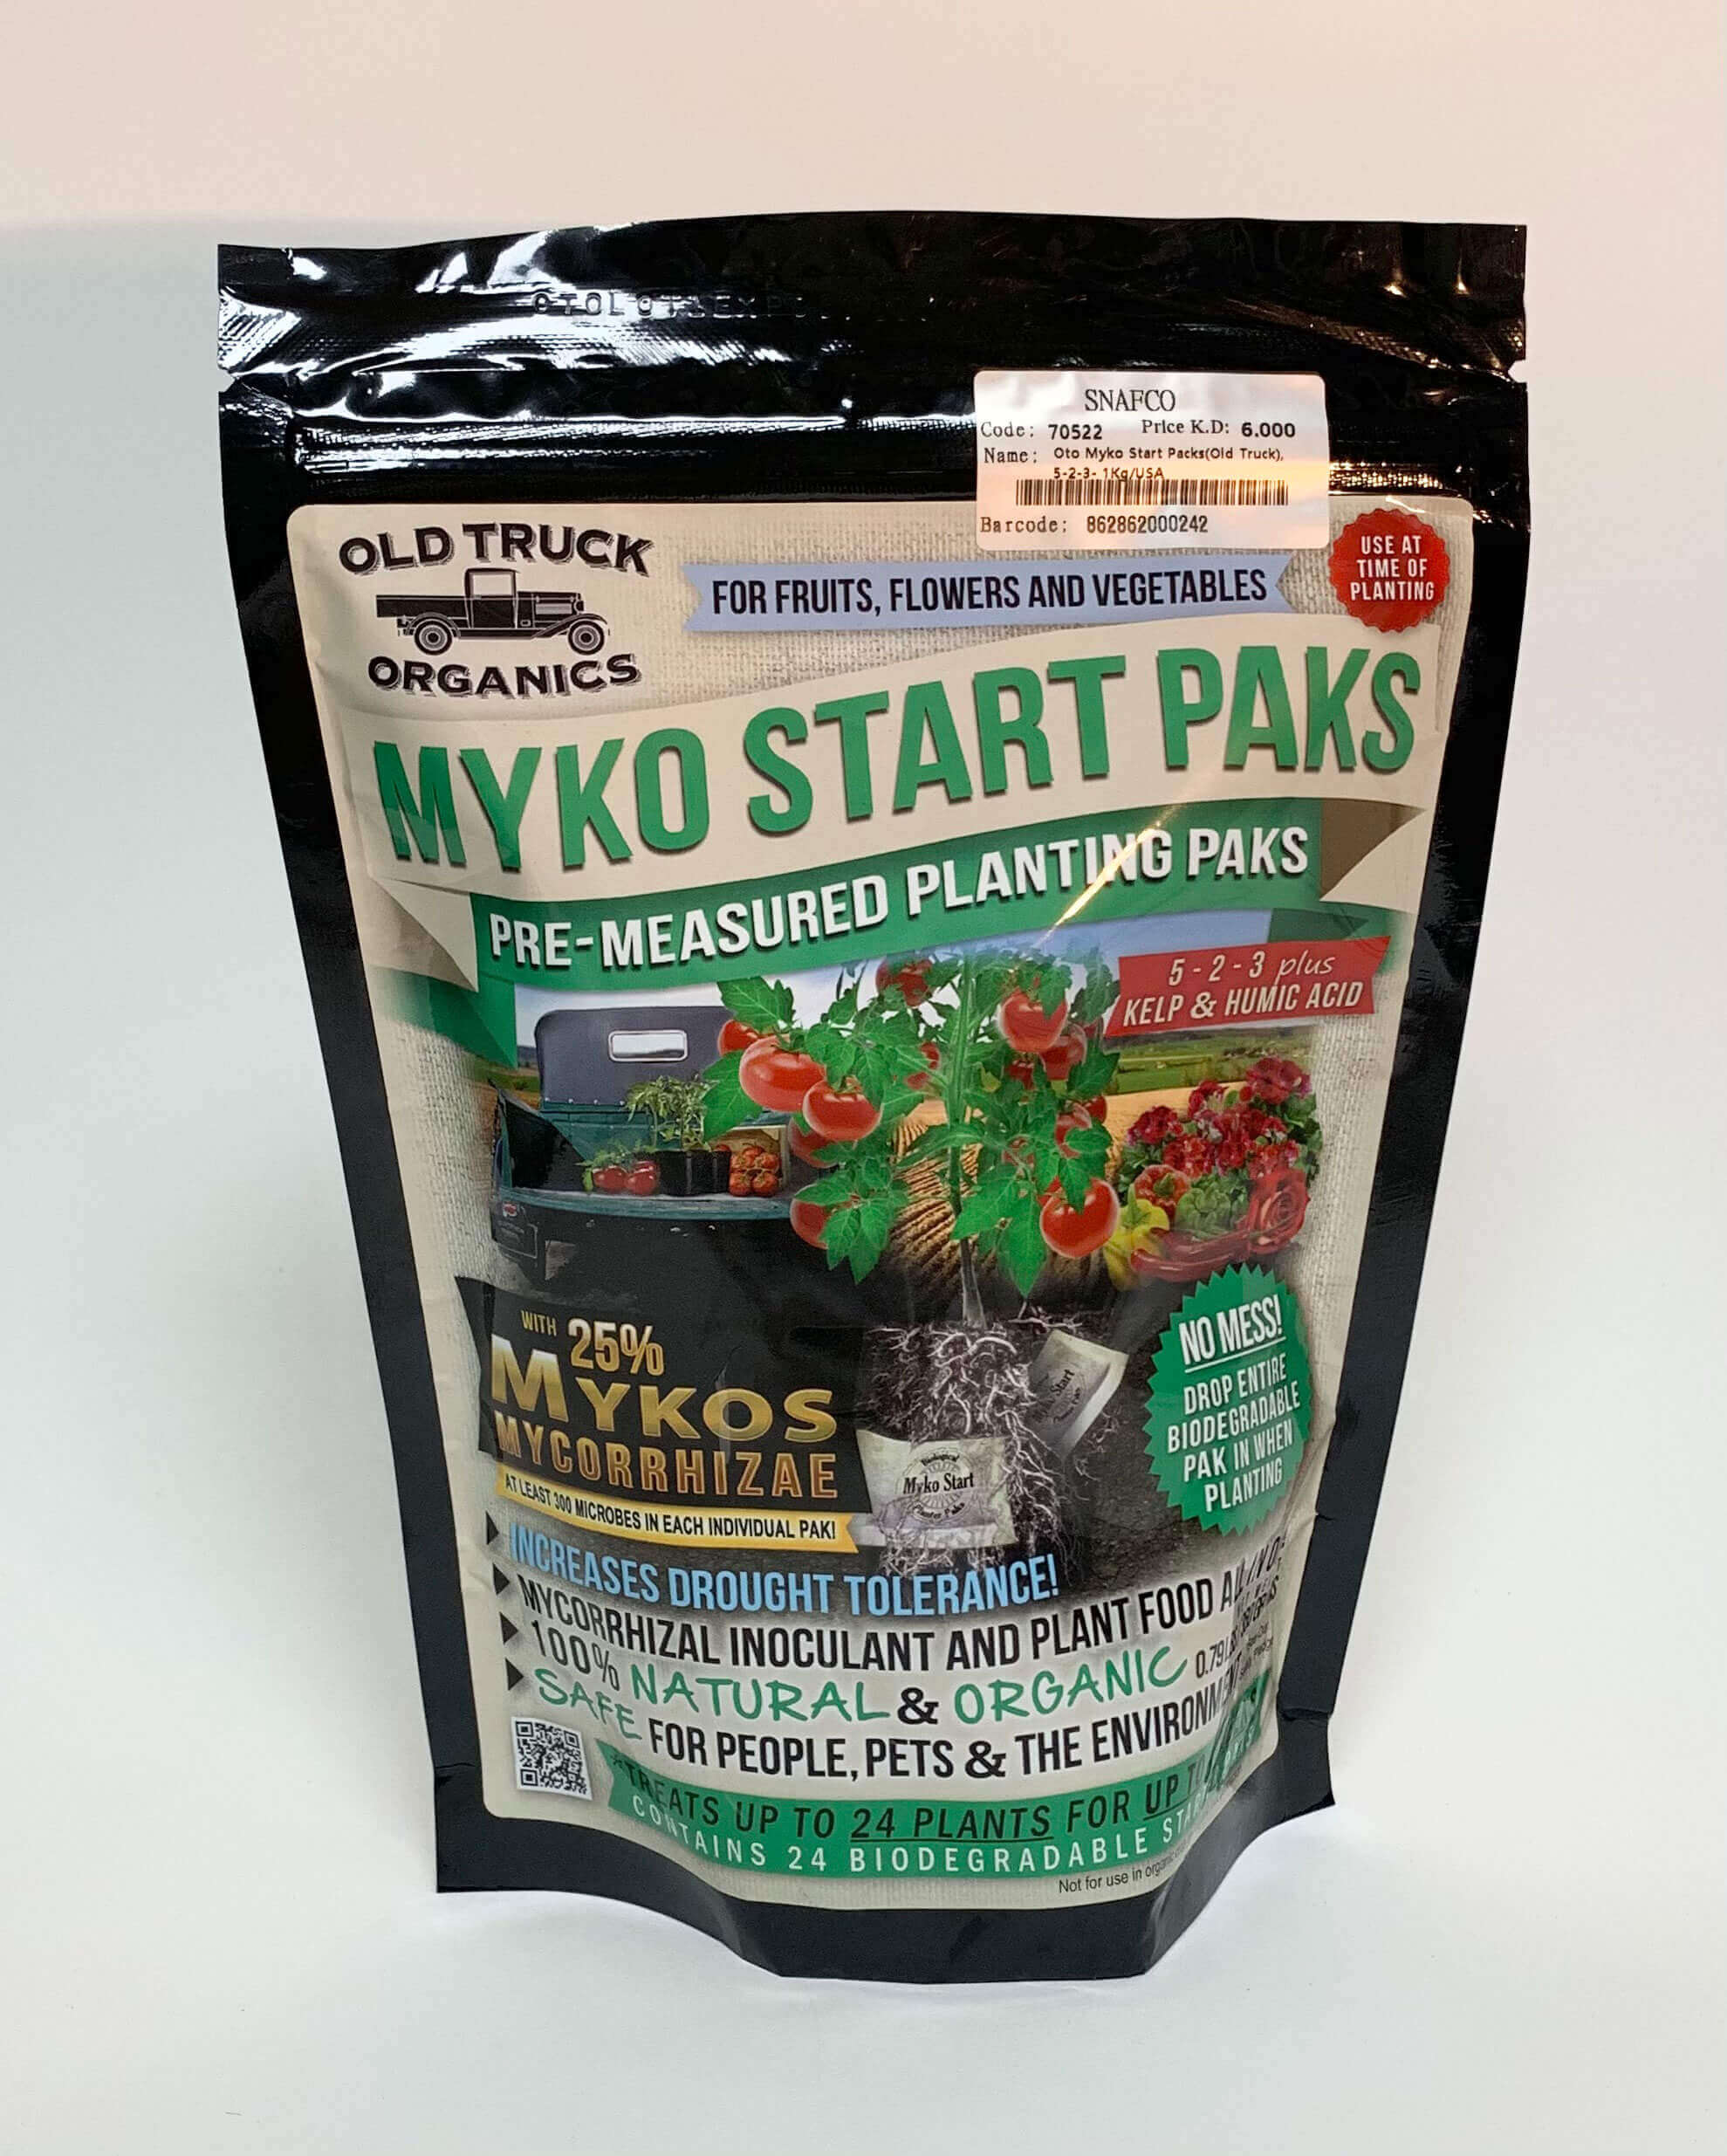 SNAFCO
Code: 70522 Price K.D: 6.000
Name: Oto Myko Start Packs(Old Truck),
5-2-3- 1Kg/USA
Barcode: 862862000242
OLD TRUCK
ORGANICS
FOR FRUITS, FLOWERS AND VEGETABLES
USE AT
TIME OF
PLANTING
MYKO START PAKS
PRE-MEASURED PLANTING PAKS
5 - 2 - 3 plus
KELP & HUMIC ACID
WITH 25%
MYKOS
MYCORRHIZAE
AT LEAST 300 MICROBES IN EACH INDIVIDUAL PAK!
Biological
Myko Start
Planter Paks
Start
NO MESS!
DROP ENTIRE
BIODEGRADABLE
PAK IN WHEN
PLANTING
INCREASES DROUGHT TOLERANCE!
MYCORRHIZAL INOCULANT AND PLANT FOOD
100% NATURAL & ORGANIC
SAFE FOR PEOPLE, PETS & THE ENVIRONMENT
*TREATS UP TO 24 PLANTS FOR UP
CONTAINS 24 BIODEGRADABLE
Not for use in